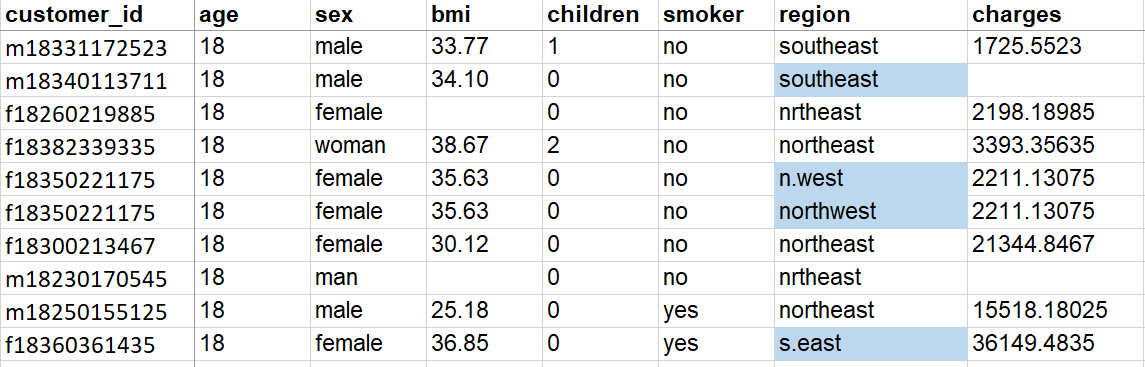 customer_id age sex bmi children smoker region charges
m18331172523 18 male 33.77 1 no southeast 1725.5523
m18340113711 18 male 34.10 0 no southeast
f18260219885 18 female 0 no nrtheast 2198.18985
f18382339335 18 woman 38.67 2 no northeast 3393.35635
f18350221175 18 female 35.63 0 no n.west 2211.13075
f18350221175 18 female 35.63 0 no northwest 2211.13075
f18300213467 18 female 30.12 0 no northeast 21344.8467
m18230170545 18 man 0 no nrtheast
m18250155125 18 male 25.18 0 yes northeast 15518.18025
f18360361435 18 female 36.85 0 yes s.east 36149.4835